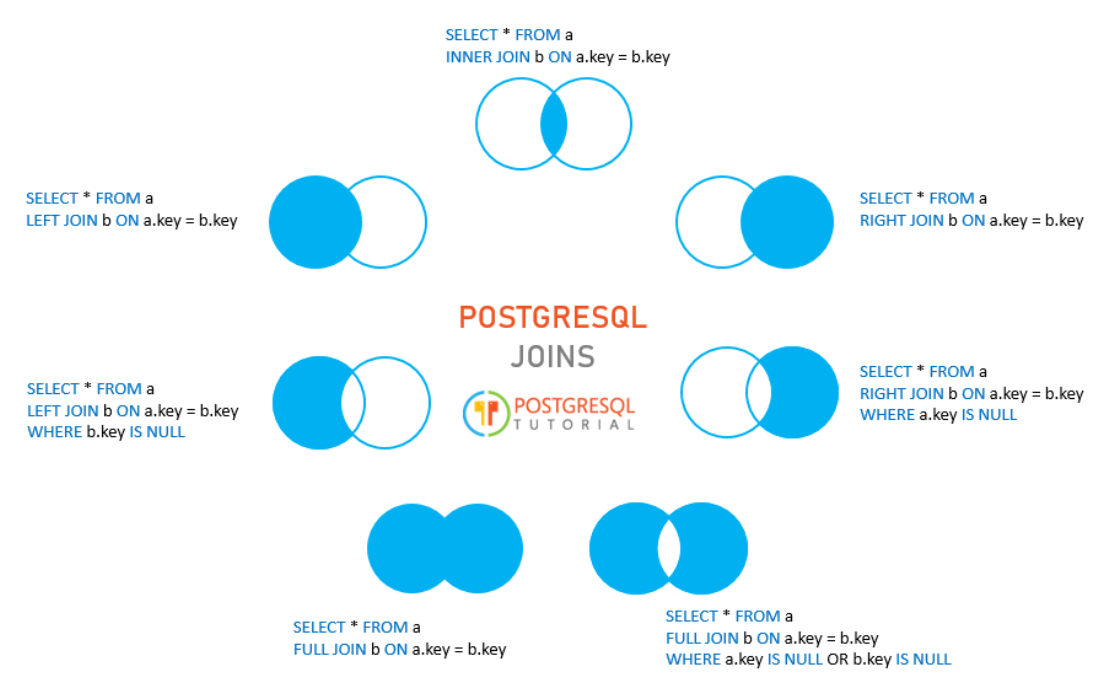 SELECT * FROM a
INNER JOIN b ON a.key = b.key
SELECT * FROM a
LEFT JOIN b ON a.key = b.key
SELECT * FROM a
RIGHT JOIN b ON a.key = b.key
POSTGRESQL
JOINS
POSTGRESQL
TUTORIAL
SELECT * FROM a
LEFT JOIN b ON a.key = b.key
WHERE b.key IS NULL
SELECT * FROM a
RIGHT JOIN b ON a.key = b.key
WHERE a.key IS NULL
SELECT * FROM a
FULL JOIN b ON a.key = b.key
SELECT * FROM a
FULL JOIN b ON a.key = b.key
WHERE a.key IS NULL OR b.key IS NULL